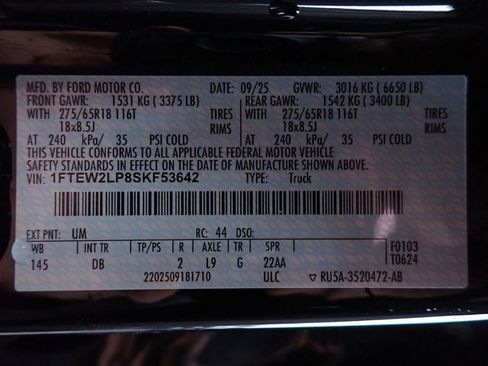 MFD. BY FORD MOTOR CO. DATE: 09/25 GVWR: 3016 KG ( 6650 LB)
FRONT GAWR: 1531 KG ( 3375 LB) REAR GAWR: 1542 KG ( 3400 LB)
WITH 275/65R18 116T TIRES WITH 275/65R18 116T TIRES
18x8.5J RIMS 18x8.5J RIMS
AT 240 kPa/ 35 PSI COLD AT 240 kPa/ 35 PSI COLD
THIS VEHICLE CONFORMS TO ALL APPLICABLE FEDERAL MOTOR VEHICLE
SAFETY STANDARDS IN EFFECT ON THE DATE OF MANUFACTURE SHOWN ABOVE.
VIN: 1FTEW2LP8SKF53642 TYPE: Truck
EXT PNT: UM RC: 44 DSO:
WB INT TR TP/PS R AXLE TR SPR F0103
145 DB 2 L9 G 22AA T0624
2202509181710 ULC RU5A-3520472-AB